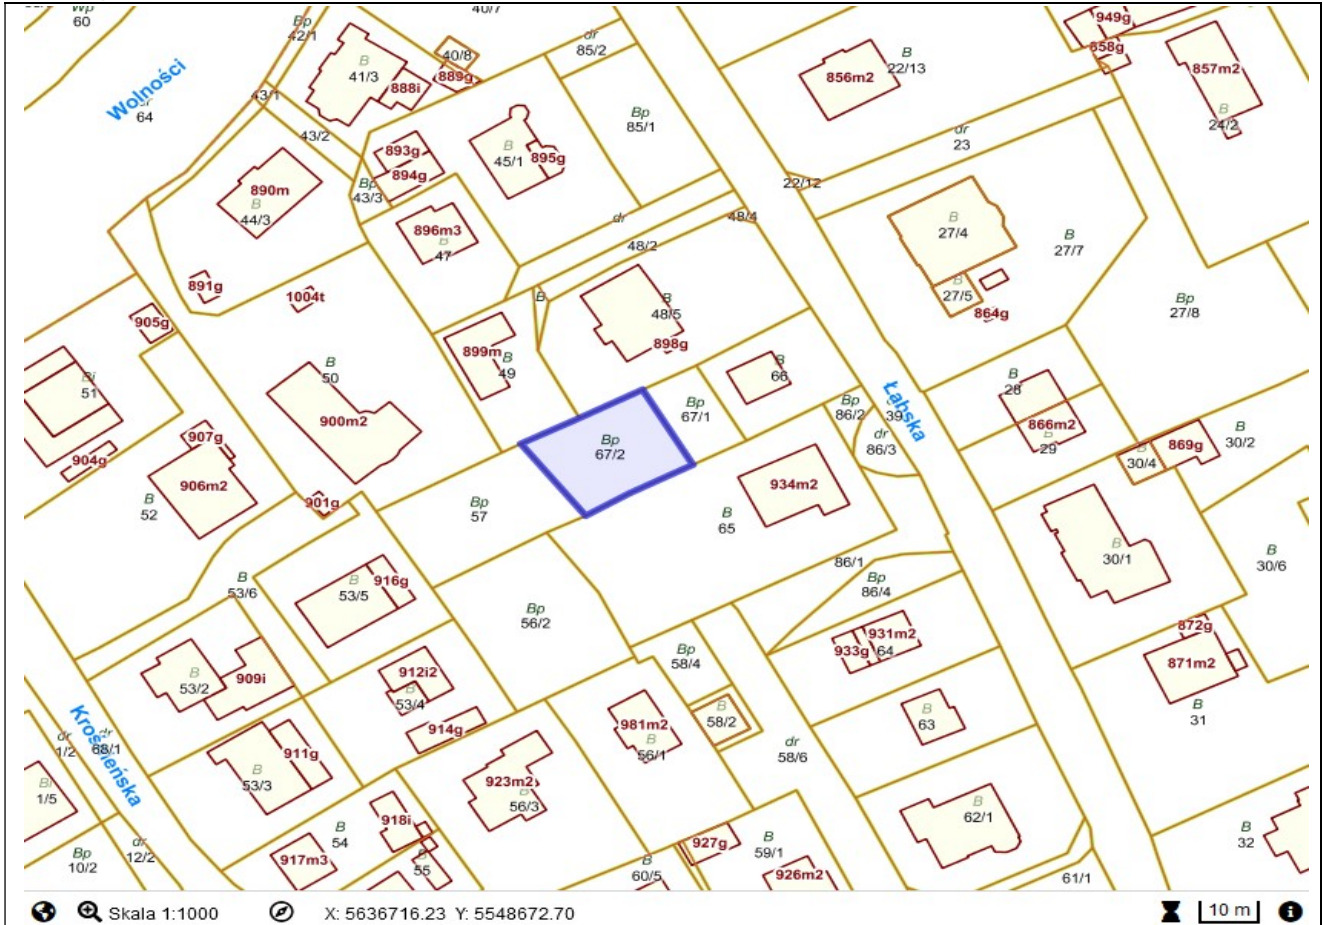 Wp
60
Bp
42/1
40/7
dr
85/2
949g
858g
40/8
889g
B
41/3
888i
856m2
B
22/13
857m2
B
24/2
Wolności
64
43/1
43/2
Bp
85/1
dr
23
893g
894g
Bp
43/3
B
45/1
895g
890m
B
44/3
22/12
896m3
B
47
dr
48/2
48/4
B
27/4
B
27/7
B
27/5
864g
Bp
27/8
891g
1004t
905g
B
B
48/5
898g
899m
B
49
Bi
51
B
50
900m2
B
66
Bp
67/1
Bp
86/2
39
dr
86/3
Łabska
B
28
866m2
B
29
B
30/4
869g
B
30/2
904g
907g
906m2
B
52
901g
Bp
67/2
Bp
57
934m2
B
65
B
30/1
B
30/6
86/1
Bp
86/4
B
53/6
B
53/5
916g
Bp
56/2
872g
871m2
B
31
931m2
933g
64
Bp
58/4
B
53/2
909i
912i2
B
53/4
914g
B
58/2
B
63
981m2
B
56/1
Krośnieńska
dr
1/2
dr
68/1
911g
B
53/3
923m2
B
56/3
dr
58/6
Bi
1/5
B
62/1
B
32
918i
B
54
917m3
B
55
dr
12/2
Bp
10/2
927g
B
59/1
926m2
B
60/5
61/1
Skala 1:1000
X: 5636716.23 Y: 5548672.70
10 m